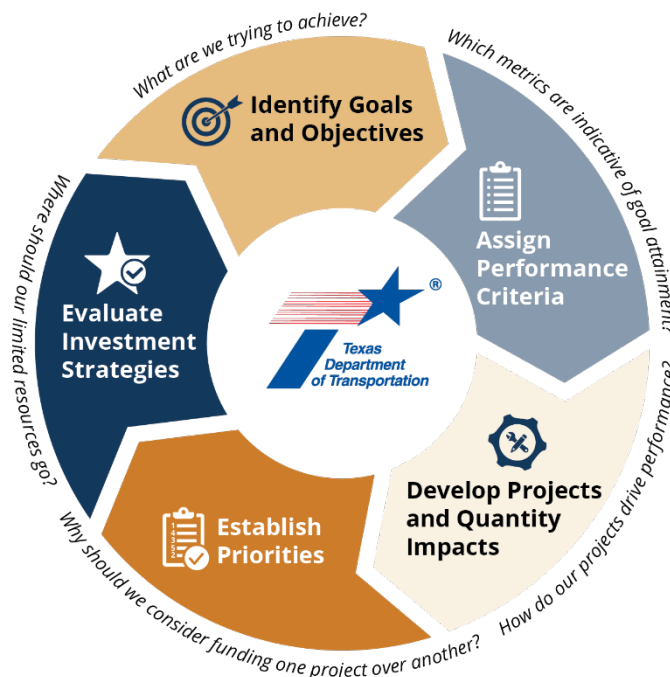 What are we trying to achieve?
Identify Goals
and Objectives
Which metrics are indicative of goal attainment?
Assign
Performance
Criteria
How do our projects drive performance?
Develop Projects
and Quantity
Impacts
Why should we consider funding one project over another?
Establish
Priorities
Where should our limited resources go?
Evaluate
Investment
Strategies
®
Texas
Department
of Transportation